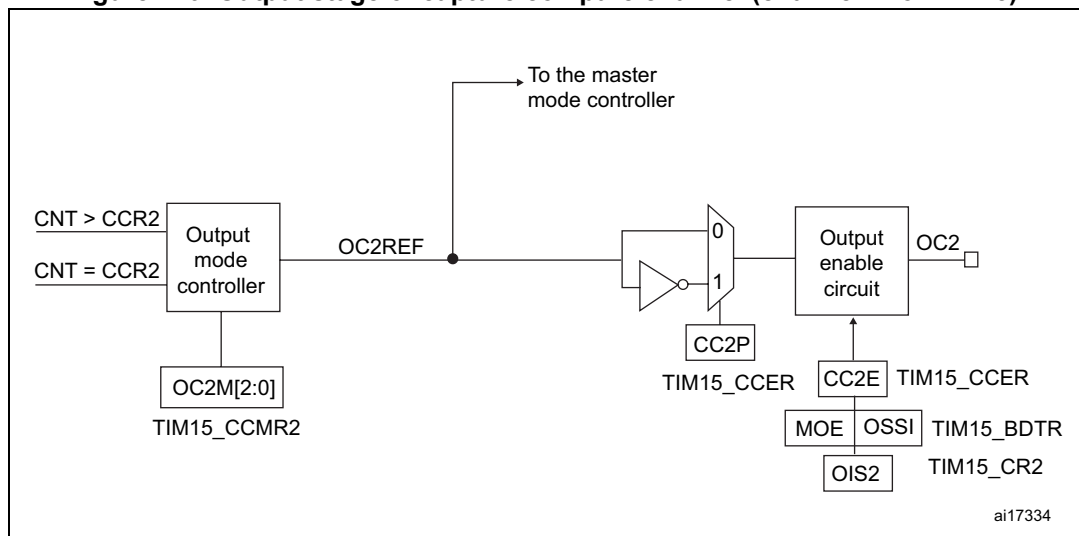 To the master
mode controller
CNT > CCR2
CNT = CCR2
Output
mode
controller
OC2REF
0
1
Output
enable
circuit
OC2
CC2P
TIM15_CCER
OC2M[2:0]
TIM15_CCMR2
CC2E
TIM15_CCER
MOE
OSSI
TIM15_BDTR
OIS2
TIM15_CR2
ai17334